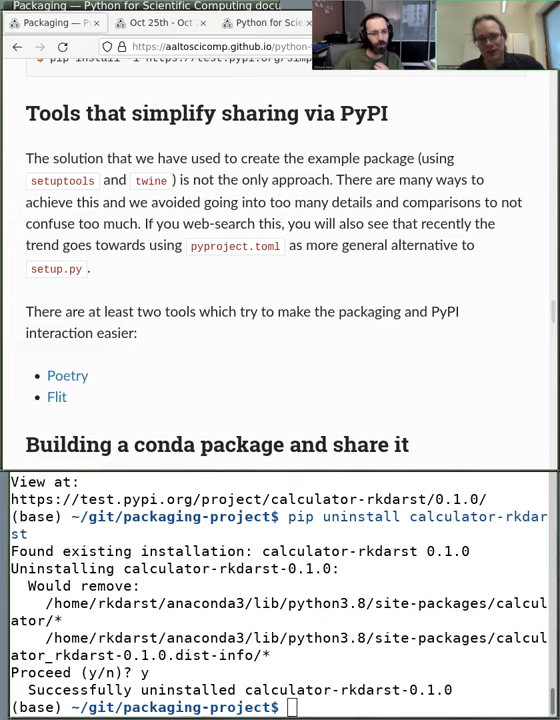 Packaging — Python for Scientific Computing docu
Packaging — P
Oct 25th - Oct
Python for Scie
https://aaltoscicomp.github.io/python-
$ pip install -i https://test.pypi.org/simp
Tools that simplify sharing via PyPI
The solution that we have used to create the example package (using
setuptools and twine ) is not the only approach. There are many ways to
achieve this and we avoided going into too many details and comparisons to not
confuse too much. If you web-search this, you will also see that recently the
trend goes towards using pyproject.toml as more general alternative to
setup.py .
There are at least two tools which try to make the packaging and PyPI
interaction easier:
• Poetry
• Flit
Building a conda package and share it
View at:
https://test.pypi.org/project/calculator-rkdarst/0.1.0/
(base) ~/git/packaging-project$ pip uninstall calculator-rkdar
st
Found existing installation: calculator-rkdarst 0.1.0
Uninstalling calculator-rkdarst-0.1.0:
Would remove:
/home/rkdarst/anaconda3/lib/python3.8/site-packages/calcul
ator/*
/home/rkdarst/anaconda3/lib/python3.8/site-packages/calcul
ator_rkdarst-0.1.0.dist-info/*
Proceed (y/n)? y
Successfully uninstalled calculator-rkdarst-0.1.0
(base) ~/git/packaging-project$